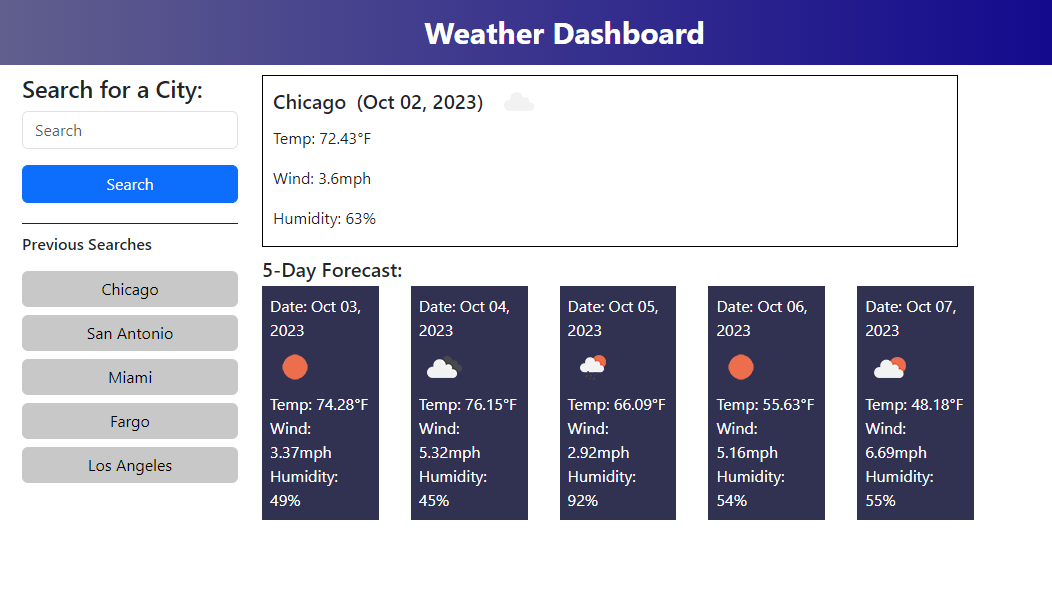 Weather Dashboard
Search for a City:
Search
Search
Previous Searches
Chicago
San Antonio
Miami
Fargo
Los Angeles
Chicago (Oct 02, 2023)
Temp: 72.43°F
Wind: 3.6mph
Humidity: 63%
5-Day Forecast:
Date: Oct 03,
2023
Temp: 74.28°F
Wind:
3.37mph
Humidity:
49%
Date: Oct 04,
2023
Temp: 76.15°F
Wind:
5.32mph
Humidity:
45%
Date: Oct 05,
2023
Temp: 66.09°F
Wind:
2.92mph
Humidity:
92%
Date: Oct 06,
2023
Temp: 55.63°F
Wind:
5.16mph
Humidity:
54%
Date: Oct 07,
2023
Temp: 48.18°F
Wind:
6.69mph
Humidity:
55%